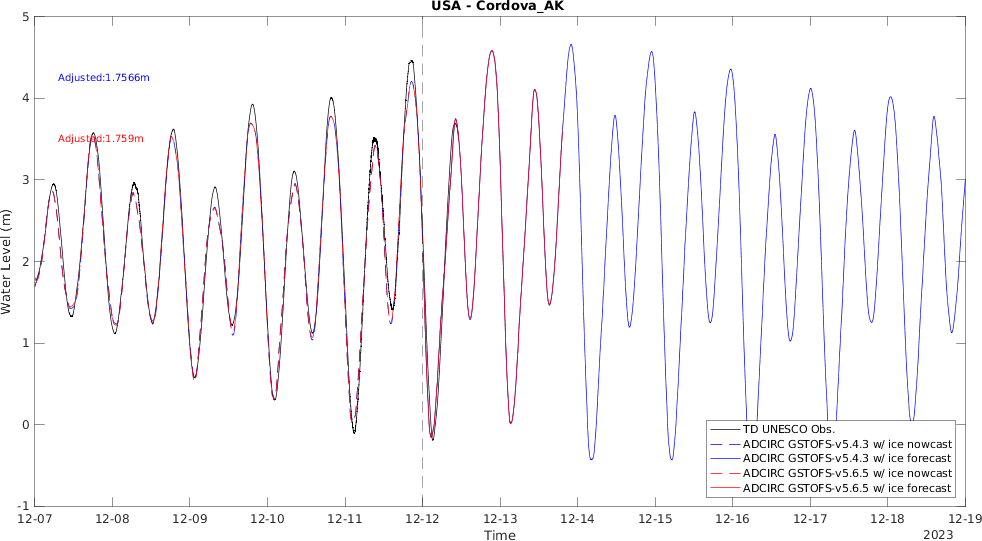 USA - Cordova_AK
5
4
3
2
1
0
-1
Water Level (m)
Adjusted:1.7566m
Adjusted:1.759m
TD UNESCO Obs.
ADCIRC GSTOFS-v5.4.3 w/ ice nowcast
ADCIRC GSTOFS-v5.4.3 w/ ice forecast
ADCIRC GSTOFS-v5.6.5 w/ ice nowcast
ADCIRC GSTOFS-v5.6.5 w/ ice forecast
12-07 12-08 12-09 12-10 12-11 12-12 12-13 12-14 12-15 12-16 12-17 12-18 12-19
Time
2023